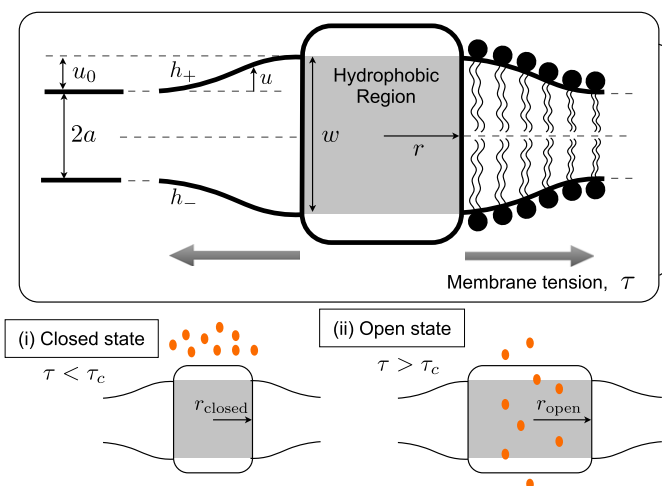 u₀
h₊
u
Hydrophobic
Region
2a
w
r
h₋
Membrane tension, τ
(i) Closed state
τ < τ_c
r_closed
(ii) Open state
τ > τ_c
r_open